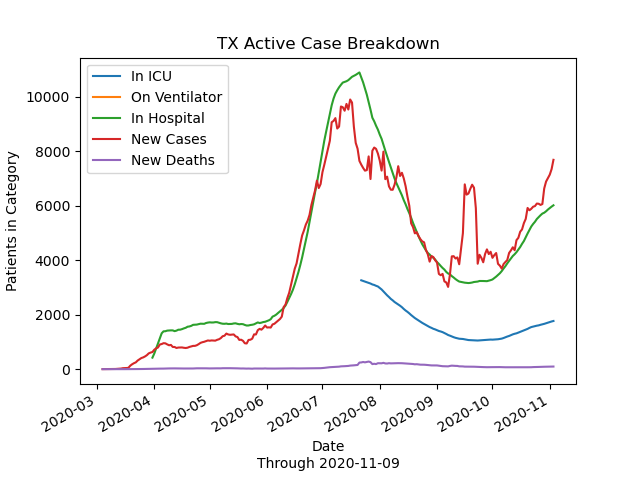 TX Active Case Breakdown
In ICU
On Ventilator
In Hospital
New Cases
New Deaths
Patients in Category
10000
8000
6000
4000
2000
0
2020-03
2020-04
2020-05
2020-06
2020-07
2020-08
2020-09
2020-10
2020-11
Date
Through 2020-11-09